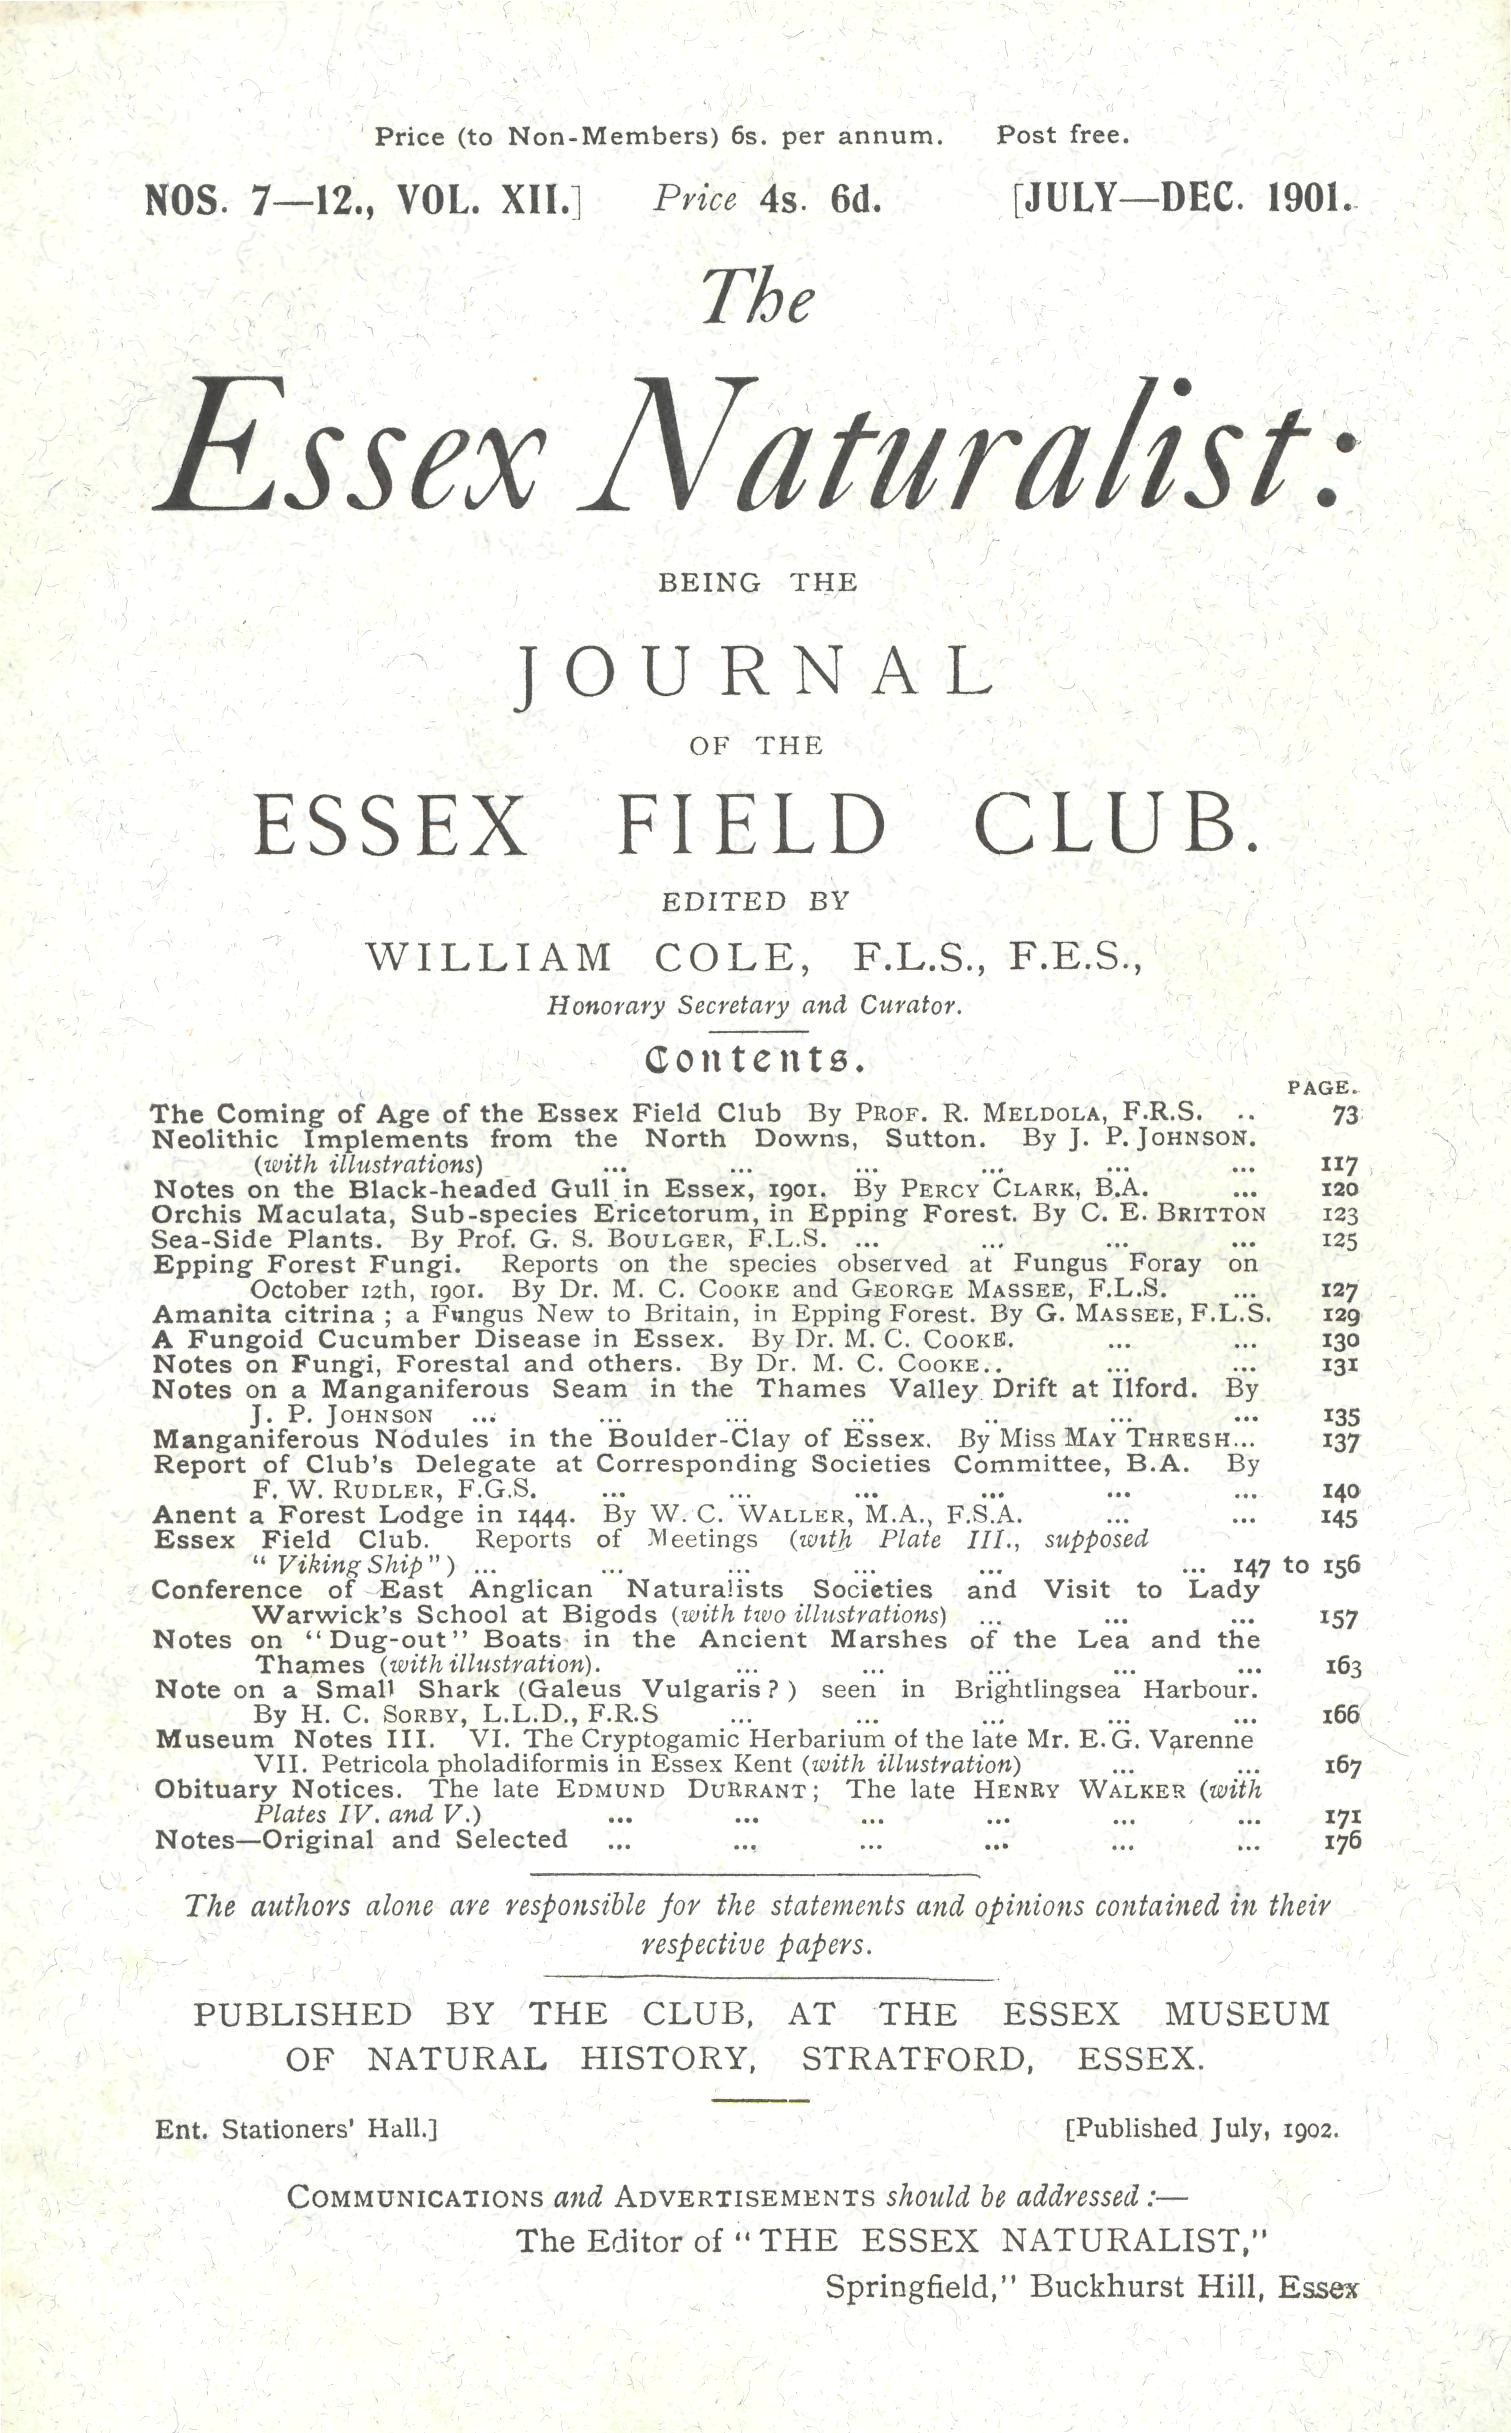 Price (to Non-Members) 6s. per annum. Post free.
NOS. 7—12., VOL. XII.] Price 4s. 6d. [JULY—DEC. 1901.
The
Essex Naturalist:
BEING THE
JOURNAL
OF THE
ESSEX FIELD CLUB.
EDITED BY
WILLIAM COLE, F.L.S., F.E.S.,
Honorary Secretary and Curator.
Contents.
PAGE.
The Coming of Age of the Essex Field Club By PROF. R. MELDOLA, F.R.S. .. 73
Neolithic Implements from the North Downs, Sutton. By J. P. JOHNSON.
(with illustrations) ... ... ... ... ... ... 117
Notes on the Black-headed Gull in Essex, 1901. By PERCY CLARK, B.A. ... 120
Orchis Maculata, Sub-species Ericetorum, in Epping Forest. By C. E. BRITTON 123
Sea-Side Plants. By Prof. G. S. BOULGER, F.L.S. ... ... ... ... 125
Epping Forest Fungi. Reports on the species observed at Fungus Foray on
October 12th, 1901. By Dr. M. C. COOKE and GEORGE MASSEE, F.L.S. ... 127
Amanita citrina ; a Fungus New to Britain, in Epping Forest. By G. MASSEE, F.L.S. 129
A Fungoid Cucumber Disease in Essex. By Dr. M. C. COOKE. ... ... 130
Notes on Fungi, Forestal and others. By Dr. M. C. COOKE.. ... ... 131
Notes on a Manganiferous Seam in the Thames Valley Drift at Ilford. By
J. P. JOHNSON ... ... ... ... .. ... ... 135
Manganiferous Nodules in the Boulder-Clay of Essex. By Miss MAY THRESH... 137
Report of Club's Delegate at Corresponding Societies Committee, B.A. By
F. W. RUDLER, F.G.S. ... ... ... ... ... ... 140
Anent a Forest Lodge in 1444. By W. C. WALLER, M.A., F.S.A. ... ... 145
Essex Field Club. Reports of Meetings (with Plate III., supposed
"Viking Ship") ... ... ... ... ... 147 to 156
Conference of East Anglican Naturalists Societies and Visit to Lady
Warwick's School at Bigods (with two illustrations) ... ... ... 157
Notes on "Dug-out" Boats in the Ancient Marshes of the Lea and the
Thames (with illustration). ... ... ... ... ... 163
Note on a Small Shark (Galeus Vulgaris?) seen in Brightlingsea Harbour.
By H. C. SORBY, L.L.D., F.R.S ... ... ... ... ... 166
Museum Notes III. VI. The Cryptogamic Herbarium of the late Mr. E. G. Varenne
VII. Petricola pholadiformis in Essex Kent (with illustration) ... ... 167
Obituary Notices. The late EDMUND DURRANT; The late HENRY WALKER (with
Plates IV. and V.) ... ... ... ... ... ... 171
Notes—Original and Selected ... ... ... ... ... ... 176
The authors alone are responsible for the statements and opinions contained in their
respective papers.
PUBLISHED BY THE CLUB, AT THE ESSEX MUSEUM
OF NATURAL HISTORY, STRATFORD, ESSEX.
Ent. Stationers' Hall.] [Published July, 1902.
COMMUNICATIONS and ADVERTISEMENTS should be addressed :—
The Editor of "THE ESSEX NATURALIST,"
Springfield," Buckhurst Hill, Essex